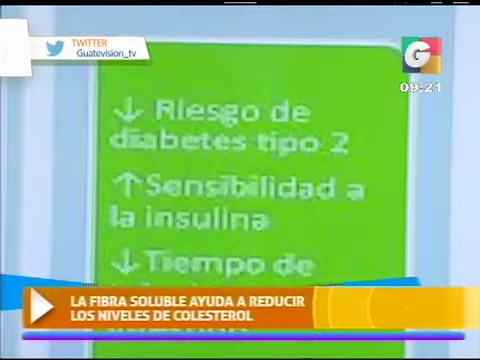 TWITTER
Guatevision_tv
G
09:21
↓ Riesgo de
diabetes tipo 2
↑ Sensibilidad a
la insulina
↓ Tiempo de
LA FIBRA SOLUBLE AYUDA A REDUCIR
LOS NIVELES DE COLESTEROL